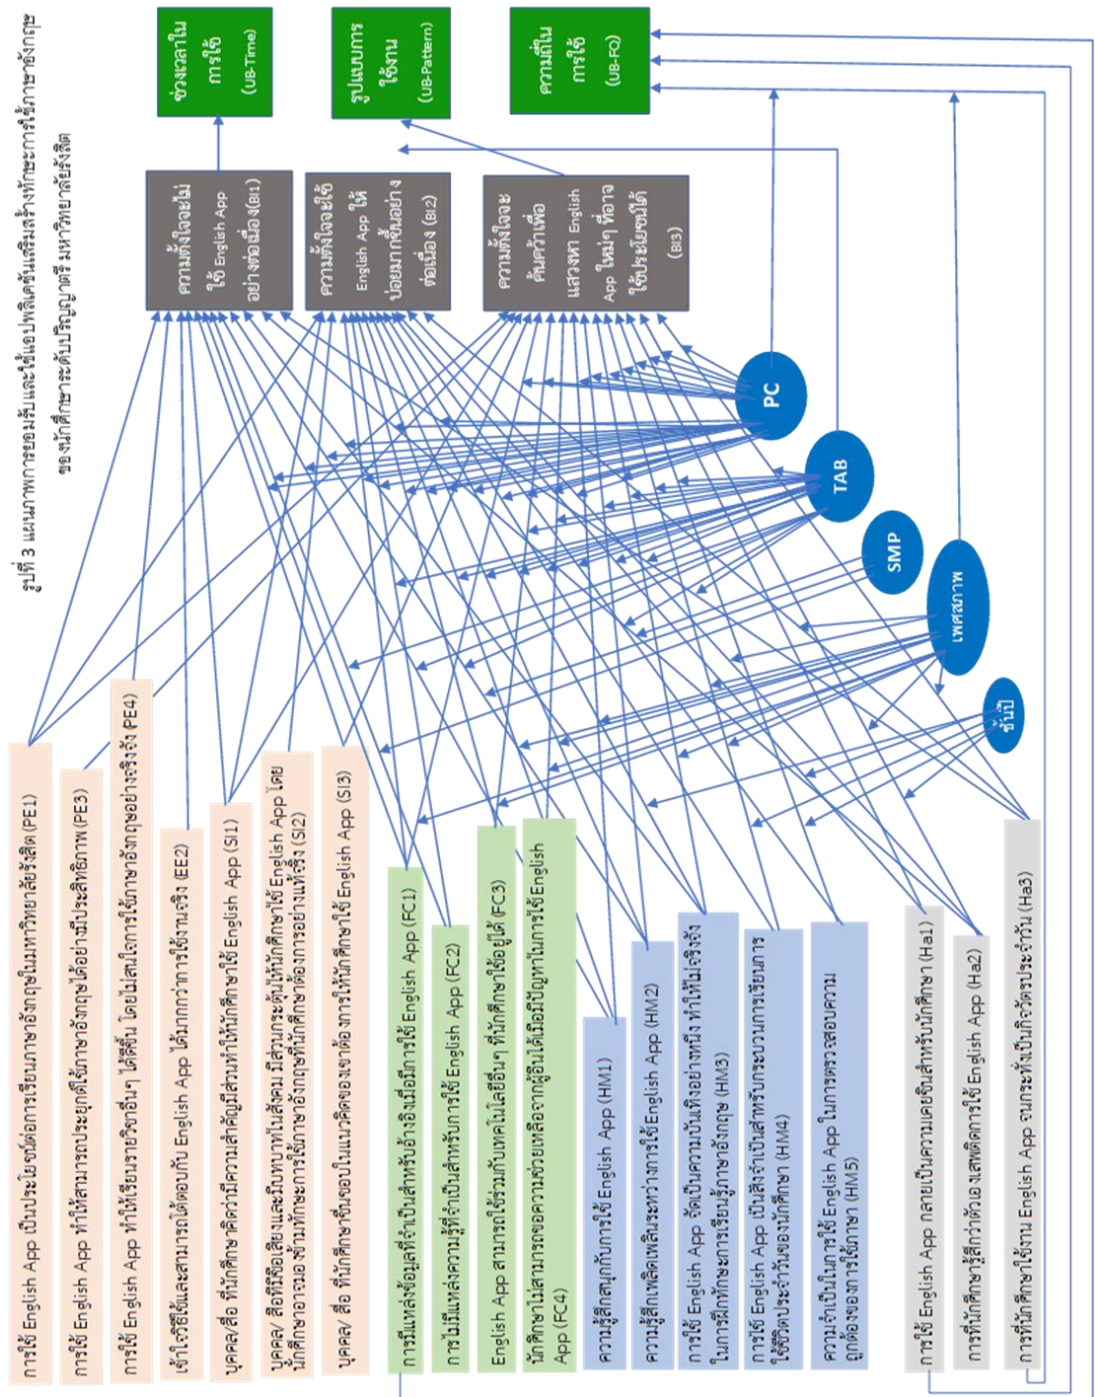 รูปที่ 3 แผนภาพการยอมรับและใช้แอปพลิเคชันเสริมสร้างทักษะการใช้ภาษาอังกฤษ
ของนักศึกษาระดับปริญญาตรี มหาวิทยาลัยรังสิต
การใช้ English App เป็นประโยชน์ต่อการเรียนภาษาอังกฤษในมหาวิทยาลัยรังสิต (PE1)
การใช้ English App ทำให้สามารถประยุกต์ใช้ภาษาอังกฤษได้อย่างมีประสิทธิภาพ (PE3)
การใช้ English App ทำให้เรียนรายวิชาอื่นๆ ได้ดีขึ้น โดยไม่สนใจการใช้ภาษาอังกฤษอย่างจริงจัง (PE4)
เข้าใจวิธีใช้และสามารถโต้ตอบกับ English App ได้มากกว่าการใช้งานจริง (EE2)
บุคคล/สื่อ ที่นักศึกษาคิดว่ามีความสำคัญมีส่วนทำให้นักศึกษาใช้ English App (SI1)
บุคคล/ สื่อที่มีชื่อเสียงและมีบทบาทในสังคม มีส่วนกระตุ้นให้นักศึกษาใช้ English App โดย
นักศึกษาอาจมองข้ามทักษะการใช้ภาษาอังกฤษที่นักศึกษาต้องการอย่างแท้จริง (SI2)
บุคคล/ สื่อ ที่นักศึกษาชื่นชอบในแนวคิดของเขาต้องการให้นักศึกษาใช้ English App (SI3)
การมีแหล่งข้อมูลที่จำเป็นสำหรับอ้างอิงเมื่อมีการใช้ English App (FC1)
การไม่มีแหล่งความรู้ที่จำเป็นสำหรับการใช้ English App (FC2)
English App สามารถใช้ร่วมกับเทคโนโลยีอื่นๆ ที่นักศึกษาใช้อยู่ได้ (FC3)
นักศึกษาไม่สามารถขอความช่วยเหลือจากผู้อื่นได้เมื่อมีปัญหาในการใช้ English
App (FC4)
ความรู้สึกสนุกกับการใช้ English App (HM1)
ความรู้สึกเพลิดเพลินระหว่างการใช้ English App (HM2)
การใช้ English App จัดเป็นความบันเทิงอย่างหนึ่ง ทำให้ไม่จริงจัง
ในการฝึกทักษะการเรียนรู้ภาษาอังกฤษ (HM3)
การใช้ English App เป็นสิ่งจำเป็นสำหรับกระบวนการเรียนการ
ใช้ชีวิตประจำวันของนักศึกษา (HM4)
ความจำเป็นในการใช้ English App ในการตรวจสอบความ
ถูกต้องของการใช้ภาษา (HM5)
การใช้ English App กลายเป็นความเคยชินสำหรับนักศึกษา (Ha1)
การที่นักศึกษารู้สึกว่าตัวเองเสพติดการใช้ English App (Ha2)
การที่นักศึกษาใช้งาน English App จนกระทั่งเป็นกิจวัตรประจำวัน (Ha3)
ความตั้งใจจะไม่
ใช้ English App
อย่างต่อเนื่อง(BI1)
ความตั้งใจจะใช้
English App ให้
บ่อยมากขึ้นอย่าง
ต่อเนื่อง (BI2)
ความตั้งใจจะ
ค้นคว้าเพื่อ
แสวงหา English
App ใหม่ๆ ที่อาจ
ใช้ประโยชน์ได้
(BI3)
PC
TAB
SMP
เพศสภาพ
ชั้นปี
ช่วงเวลาใน
การใช้
(UB-Time)
รูปแบบการ
ใช้งาน
(UB-Pattern)
ความถี่ใน
การใช้
(UB-FQ)